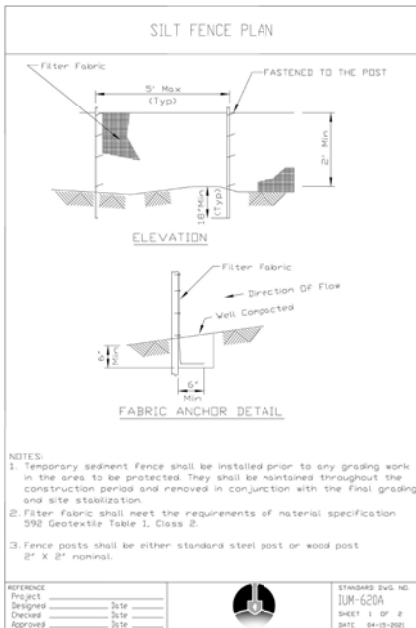 SILT FENCE PLAN
Filter Fabric
5' Max
(Typ)
FASTENED TO THE POST
2' Min
18"Min
(Typ)
ELEVATION
Filter Fabric
Direction Of Flow
Well Compacted
6"
Min
6"
Min
FABRIC ANCHOR DETAIL
NOTES:
1. Temporary sediment fence shall be installed prior to any grading work
in the area to be protected. They shall be maintained throughout the
construction period and removed in conjunction with the final grading
and site stabilization.
2. Filter fabric shall meet the requirements of material specification
592 Geotextile Table 1, Class 2.
3. Fence posts shall be either standard steel post or wood post
2" X 2" nominal.
REFERENCE
Project
Designed Date
Checked Date
Approved Date
STANDARD DWG. NO.
IUM-620A
SHEET 1 OF 2
DATE 04-15-2021